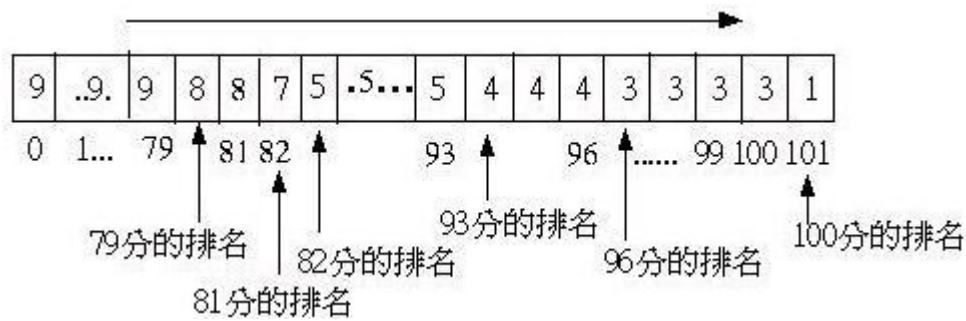 9 ..9. 9 8 8 7 5 .5... 5 4 4 4 3 3 3 3 1
0 1... 79 81 82 93 96 ...... 99 100 101
79分的排名
81分的排名
82分的排名
93分的排名
96分的排名
100分的排名